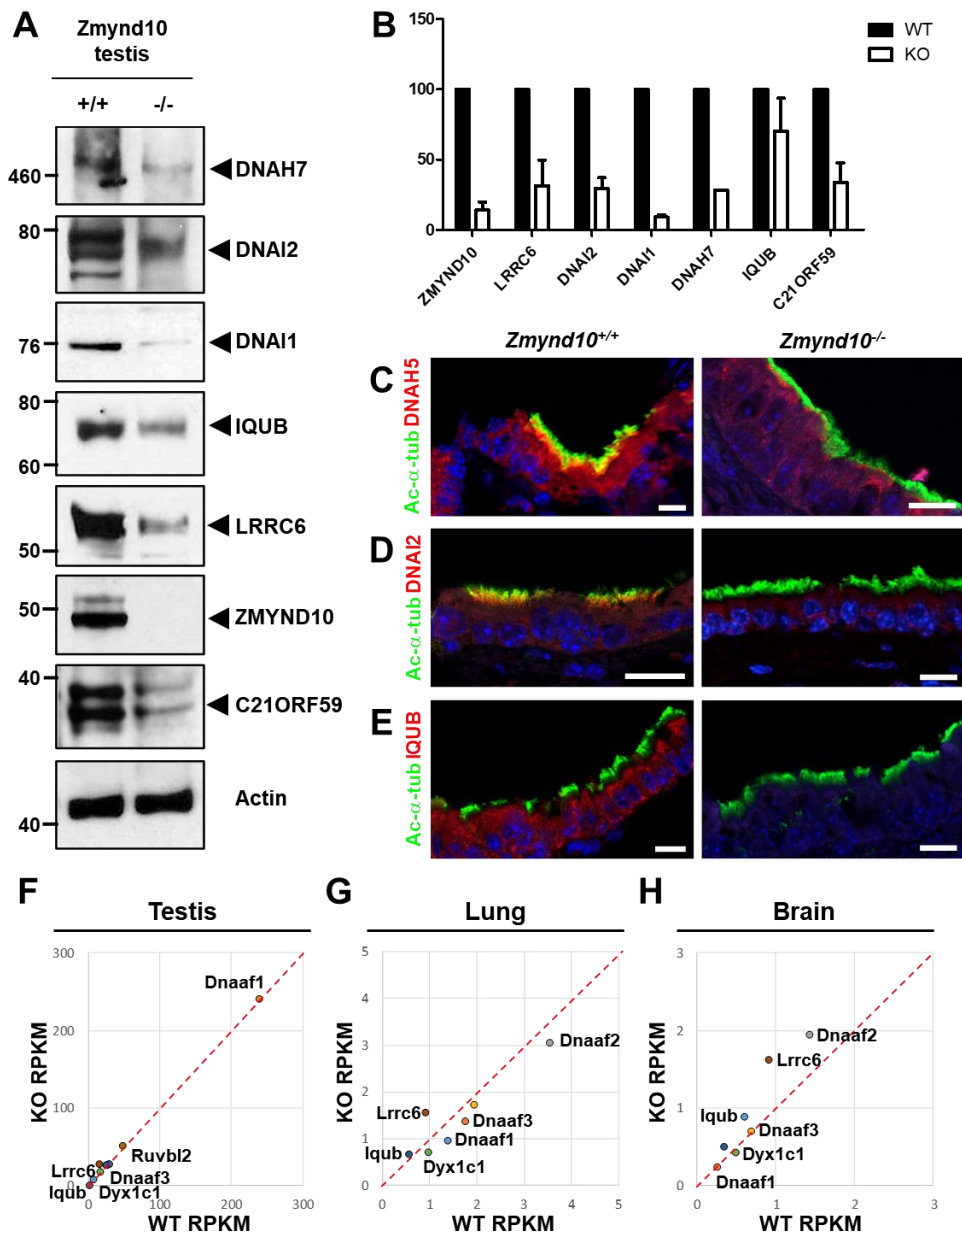 A
Zmynd10
testis
+/+ -/-
460
DNAH7
80
DNAI2
76
DNAI1
80
60
IQUB
50
LRRC6
50
ZMYND10
40
C21ORF59
40
Actin
B
150
100
50
0
WT
KO
ZMYND10 LRRC6 DNAI2 DNAI1 DNAH7 IQUB C21ORF59
Zmynd10+/+ Zmynd10-/-
C
Ac-α-tub DNAH5
D
Ac-α-tub DNAI2
E
Ac-α-tub IQUB
F
Testis
KO RPKM
300
200
100
0
Dnaaf1
Ruvbl2
Lrrc6
Dnaaf3
Iqub
Dyx1c1
0 100 200 300
WT RPKM
G
Lung
KO RPKM
5
4
3
2
1
0
Dnaaf2
Lrrc6
Dnaaf3
Dnaaf1
Iqub
Dyx1c1
0 1 2 3 4 5
WT RPKM
H
Brain
KO RPKM
3
2
1
0
Dnaaf2
Lrrc6
Iqub
Dnaaf3
Dyx1c1
Dnaaf1
0 1 2 3
WT RPKM